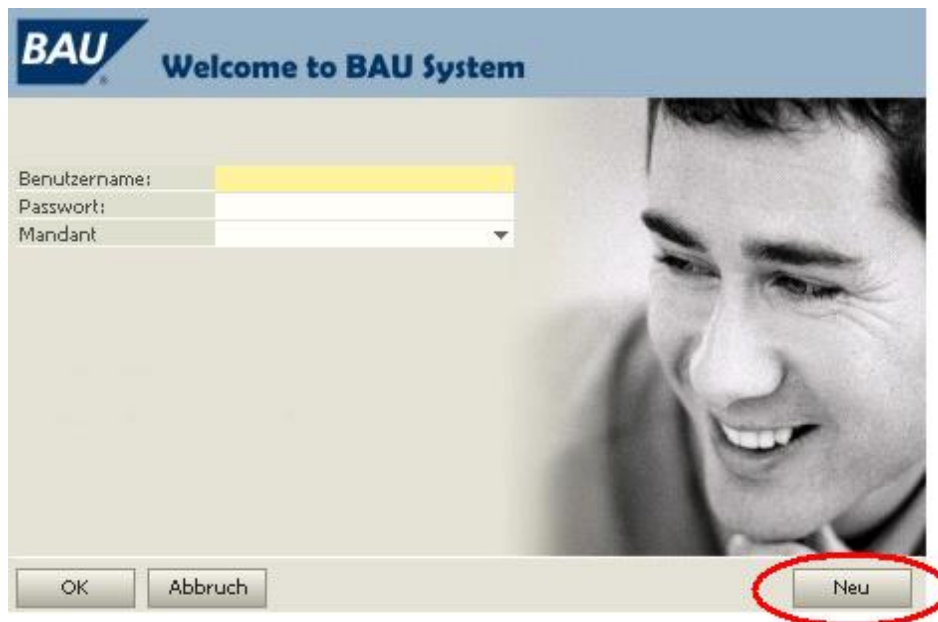 BAU
Welcome to BAU System
Benutzername:
Passwort:
Mandant
OK Abbruch Neu